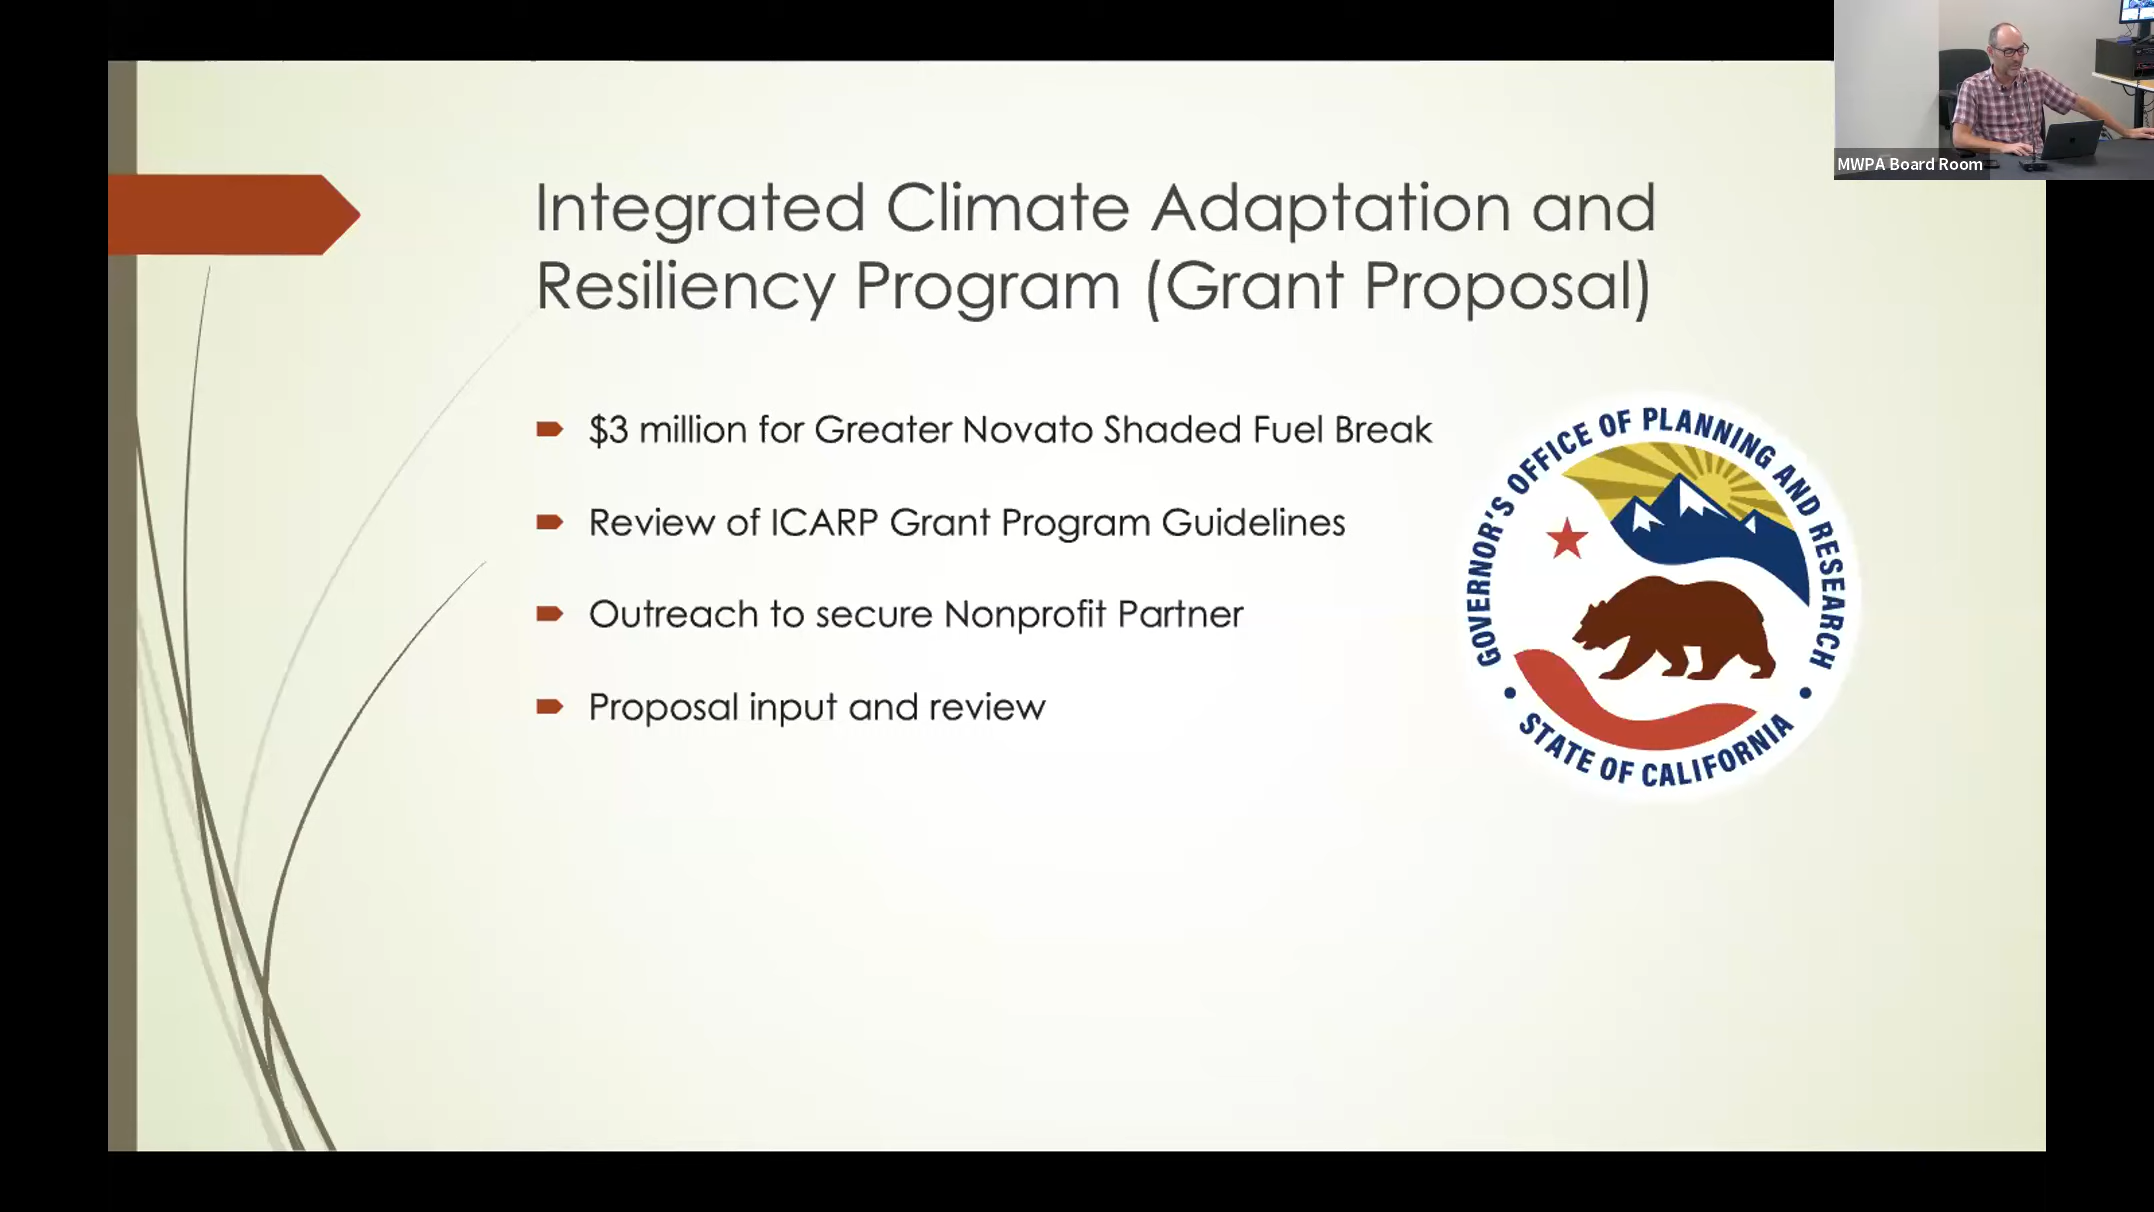 MWPA Board Room
Integrated Climate Adaptation and
Resiliency Program (Grant Proposal)
$3 million for Greater Novato Shaded Fuel Break
Review of ICARP Grant Program Guidelines
Outreach to secure Nonprofit Partner
Proposal input and review
GOVERNOR'S OFFICE OF PLANNING AND RESEARCH
• STATE OF CALIFORNIA •